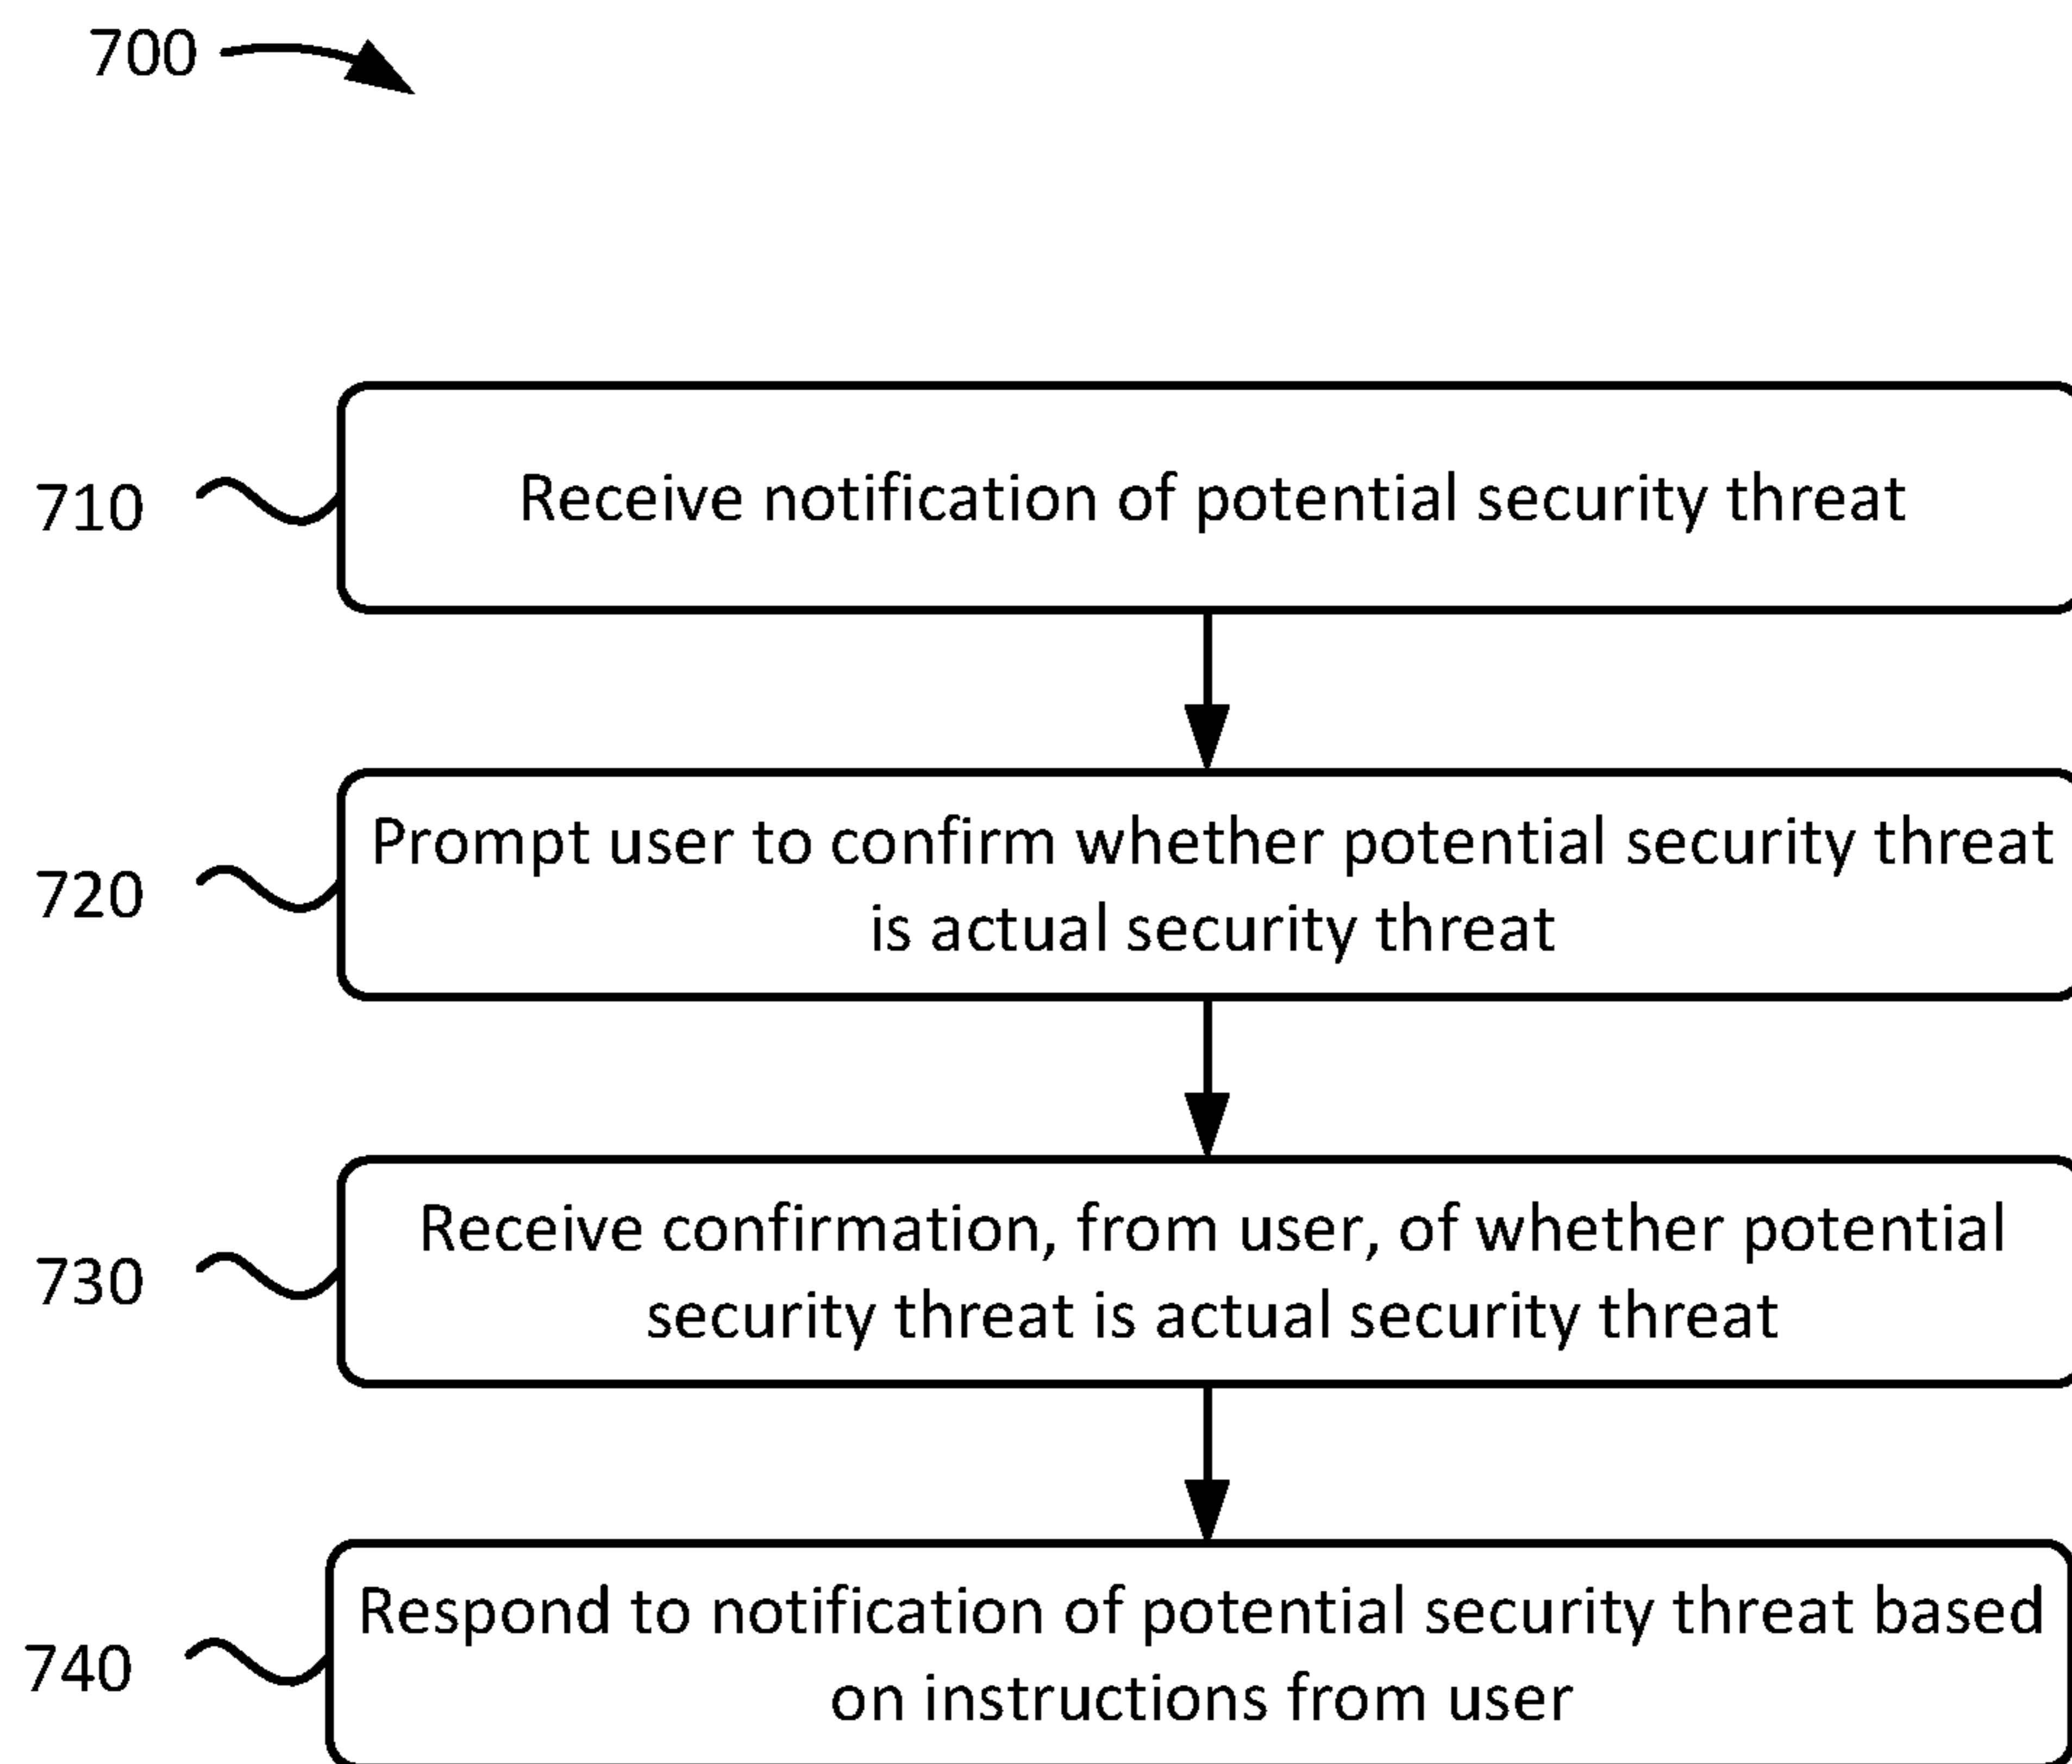 700
710
Receive notification of potential security threat
720
Prompt user to confirm whether potential security threat
is actual security threat
730
Receive confirmation, from user, of whether potential
security threat is actual security threat
740
Respond to notification of potential security threat based
on instructions from user